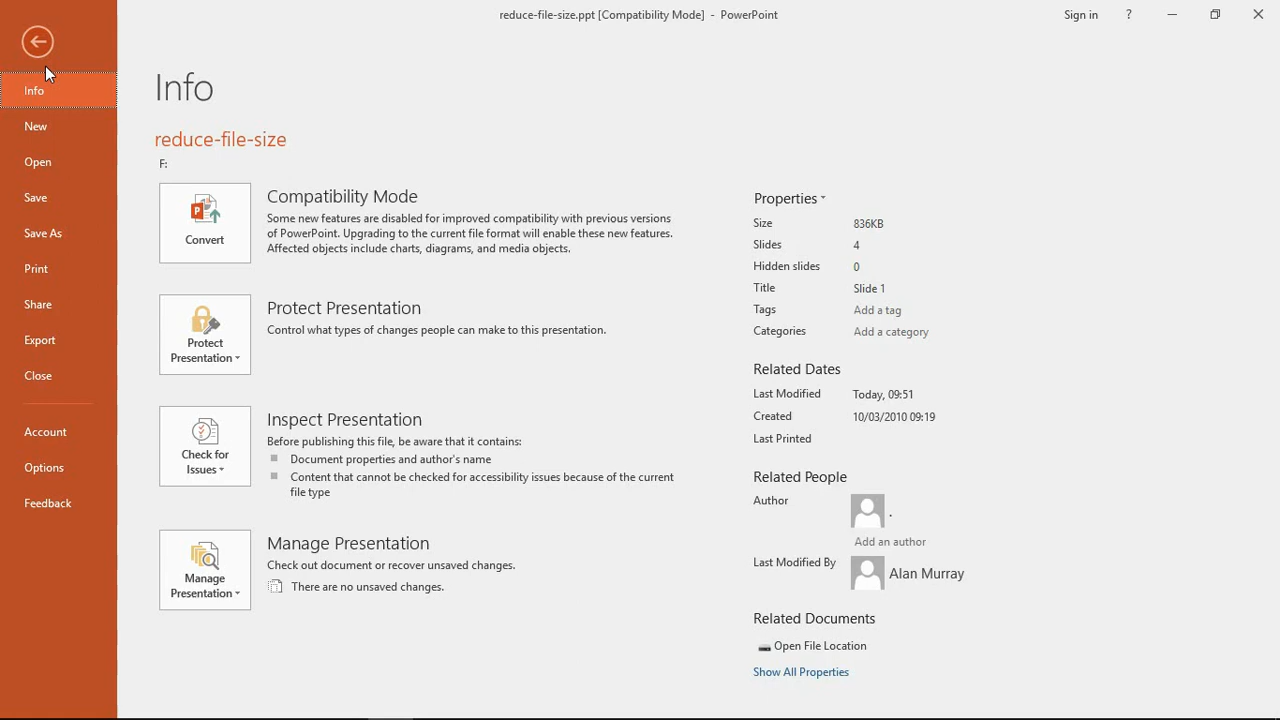 reduce-file-size.ppt [Compatibility Mode] - PowerPoint
Sign in
?
Info
New
Open
Save
Save As
Print
Share
Export
Close
Account
Options
Feedback
Info
reduce-file-size
F:
Convert
Compatibility Mode
Some new features are disabled for improved compatibility with previous versions
of PowerPoint. Upgrading to the current file format will enable these new features.
Affected objects include charts, diagrams, and media objects.
Protect
Presentation
Protect Presentation
Control what types of changes people can make to this presentation.
Check for
Issues
Inspect Presentation
Before publishing this file, be aware that it contains:
Document properties and author's name
Content that cannot be checked for accessibility issues because of the current
file type
Manage
Presentation
Manage Presentation
Check out document or recover unsaved changes.
There are no unsaved changes.
Properties
Size 836KB
Slides 4
Hidden slides 0
Title Slide 1
Tags Add a tag
Categories Add a category
Related Dates
Last Modified Today, 09:51
Created 10/03/2010 09:19
Last Printed
Related People
Author .
Add an author
Last Modified By Alan Murray
Related Documents
Open File Location
Show All Properties